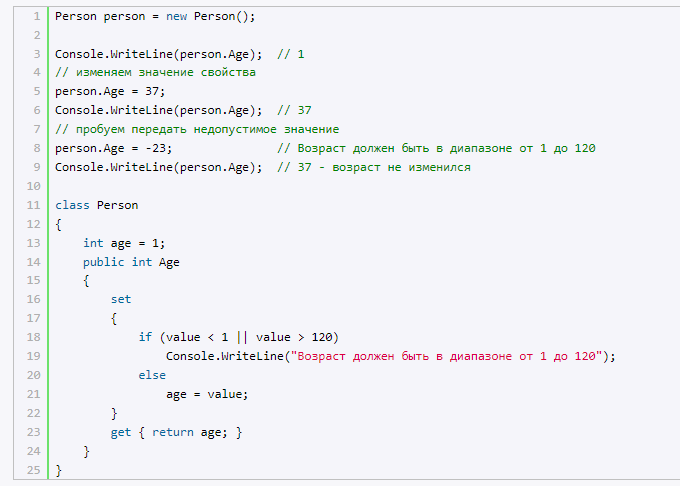 1 Person person = new Person();
2
3 Console.WriteLine(person.Age);  // 1
4 // изменяем значение свойства
5 person.Age = 37;
6 Console.WriteLine(person.Age);  // 37
7 // пробуем передать недопустимое значение
8 person.Age = -23;               // Возраст должен быть в диапазоне от 1 до 120
9 Console.WriteLine(person.Age);  // 37 - возраст не изменился
10
11 class Person
12 {
13     int age = 1;
14     public int Age
15     {
16         set
17         {
18             if (value < 1 || value > 120)
19                 Console.WriteLine("Возраст должен быть в диапазоне от 1 до 120");
20             else
21                 age = value;
22         }
23         get { return age; }
24     }
25 }